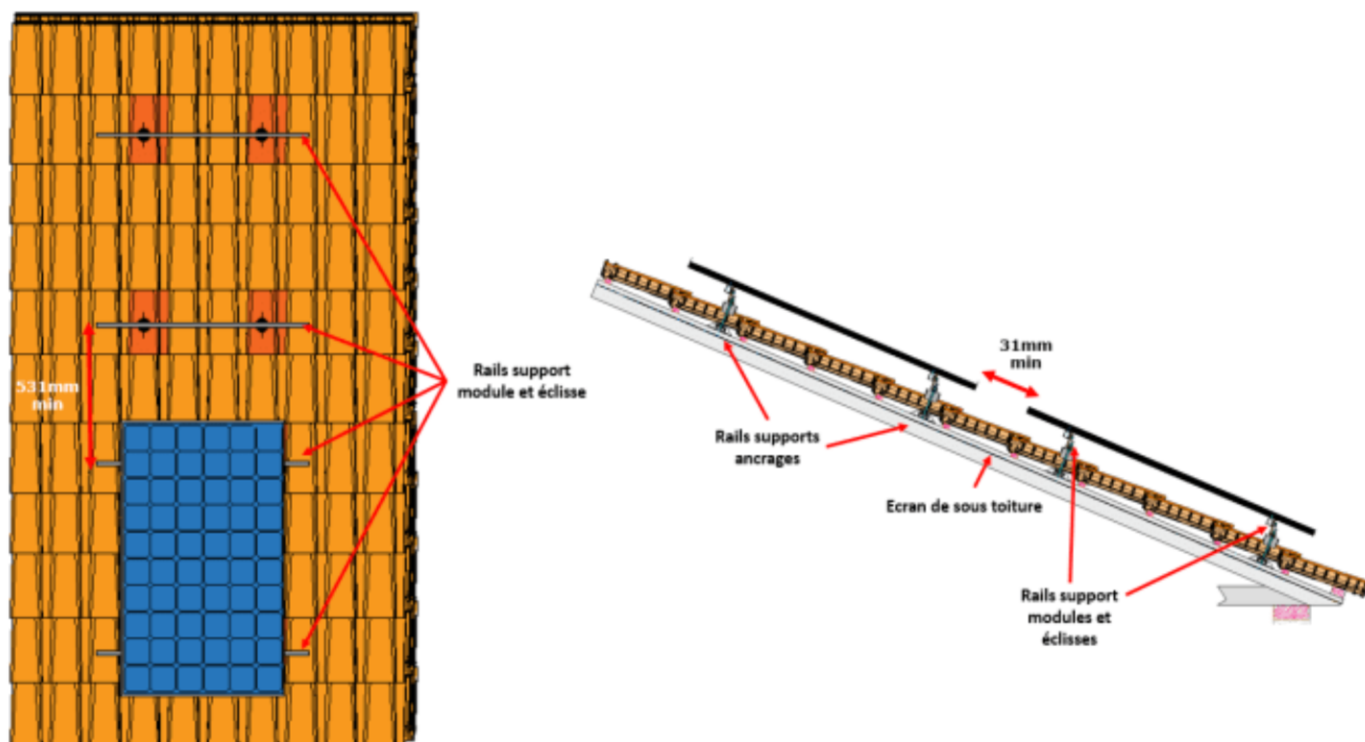 531mm
min
Rails support
module et éclisse
31mm
min
Rails supports
ancrages
Ecran de sous toiture
Rails support
modules et
éclisses